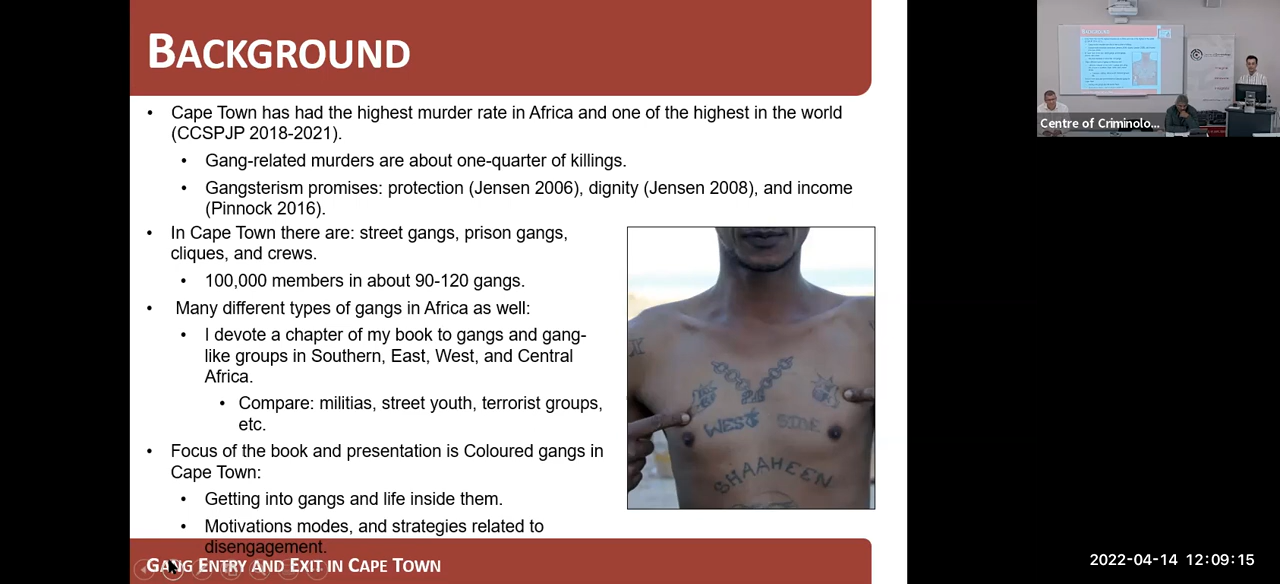 BACKGROUND
• Cape Town has had the highest murder rate in Africa and one of the highest in the world
(CCSPJP 2018-2021).
• Gang-related murders are about one-quarter of killings.
• Gangsterism promises: protection (Jensen 2006), dignity (Jensen 2008), and income
(Pinnock 2016).
• In Cape Town there are: street gangs, prison gangs,
cliques, and crews.
• 100,000 members in about 90-120 gangs.
• Many different types of gangs in Africa as well:
• I devote a chapter of my book to gangs and gang-
like groups in Southern, East, West, and Central
Africa.
• Compare: militias, street youth, terrorist groups,
etc.
• Focus of the book and presentation is Coloured gangs in
Cape Town:
• Getting into gangs and life inside them.
• Motivations modes, and strategies related to
disengagement.
GANG ENTRY AND EXIT IN CAPE TOWN
WEST SIDE
SHAAHEEN
Centre of Criminolo...
2022-04-14 12:09:15